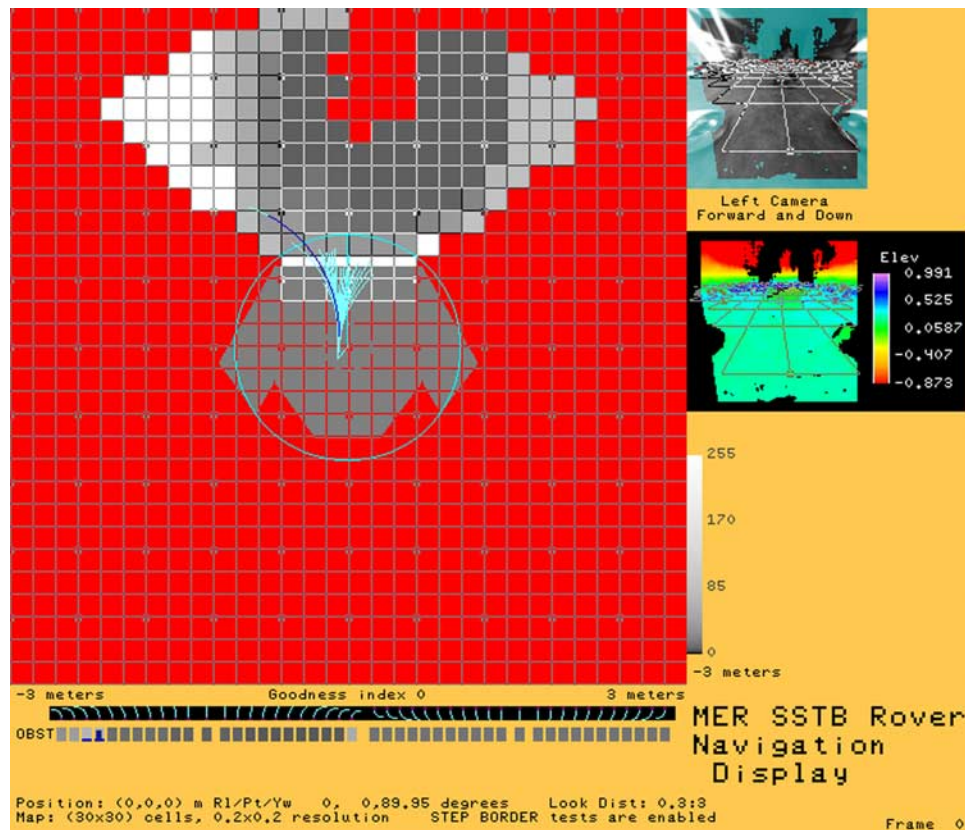 Left Camera
Forward and Down
Elev
0.991
0.525
0.0587
-0.407
-0.873
255
170
85
0
-3 meters
-3 meters Goodness index 0 3 meters
OBST
MER SSTB Rover
Navigation
Display
Position: (0,0,0) m Rl/Pt/Yw 0, 0,89.95 degrees Look Dist: 0.3:3
Map: (30x30) cells, 0.2x0.2 resolution STEP BORDER tests are enabled
Frame 0